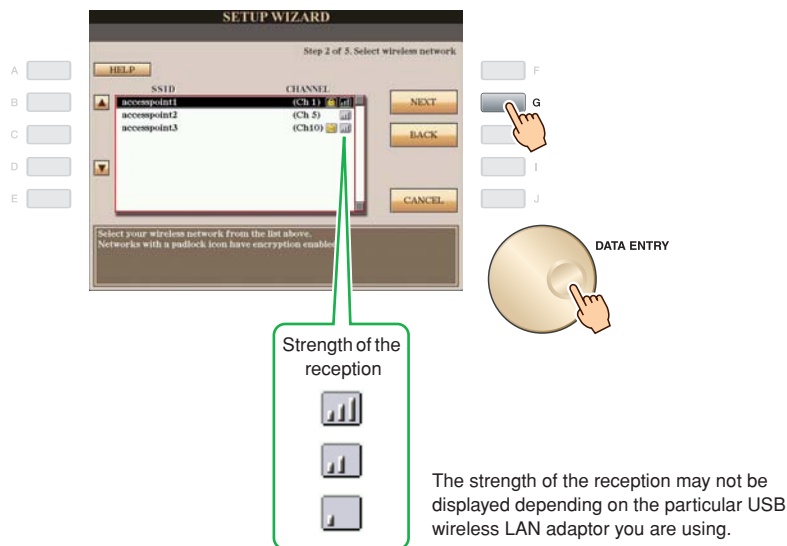 SETUP WIZARD
Step 2 of 5. Select wireless network
A
F
HELP
SSID CHANNEL
B
accesspoint1 (Ch 1)
NEXT
G
accesspoint2 (Ch 5)
C
accesspoint3 (Ch10)
BACK
D
I
E
CANCEL
J
Select your wireless network from the list above.
Networks with a padlock icon have encryption enabled
DATA ENTRY
Strength of the
reception
The strength of the reception may not be
displayed depending on the particular USB
wireless LAN adaptor you are using.